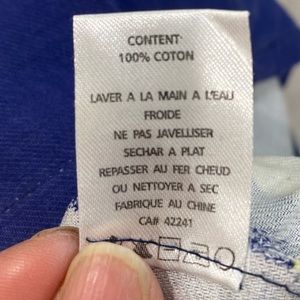 CONTENT
100% COTON
LAVER A LA MAIN A L'EAU
FROIDE
NE PAS JAVELLISER
SECHAR A PLAT
REPASSER AU FER CHEUD
OU NETTOYER A SEC
FABRIQUE AU CHINE
CA# 42241